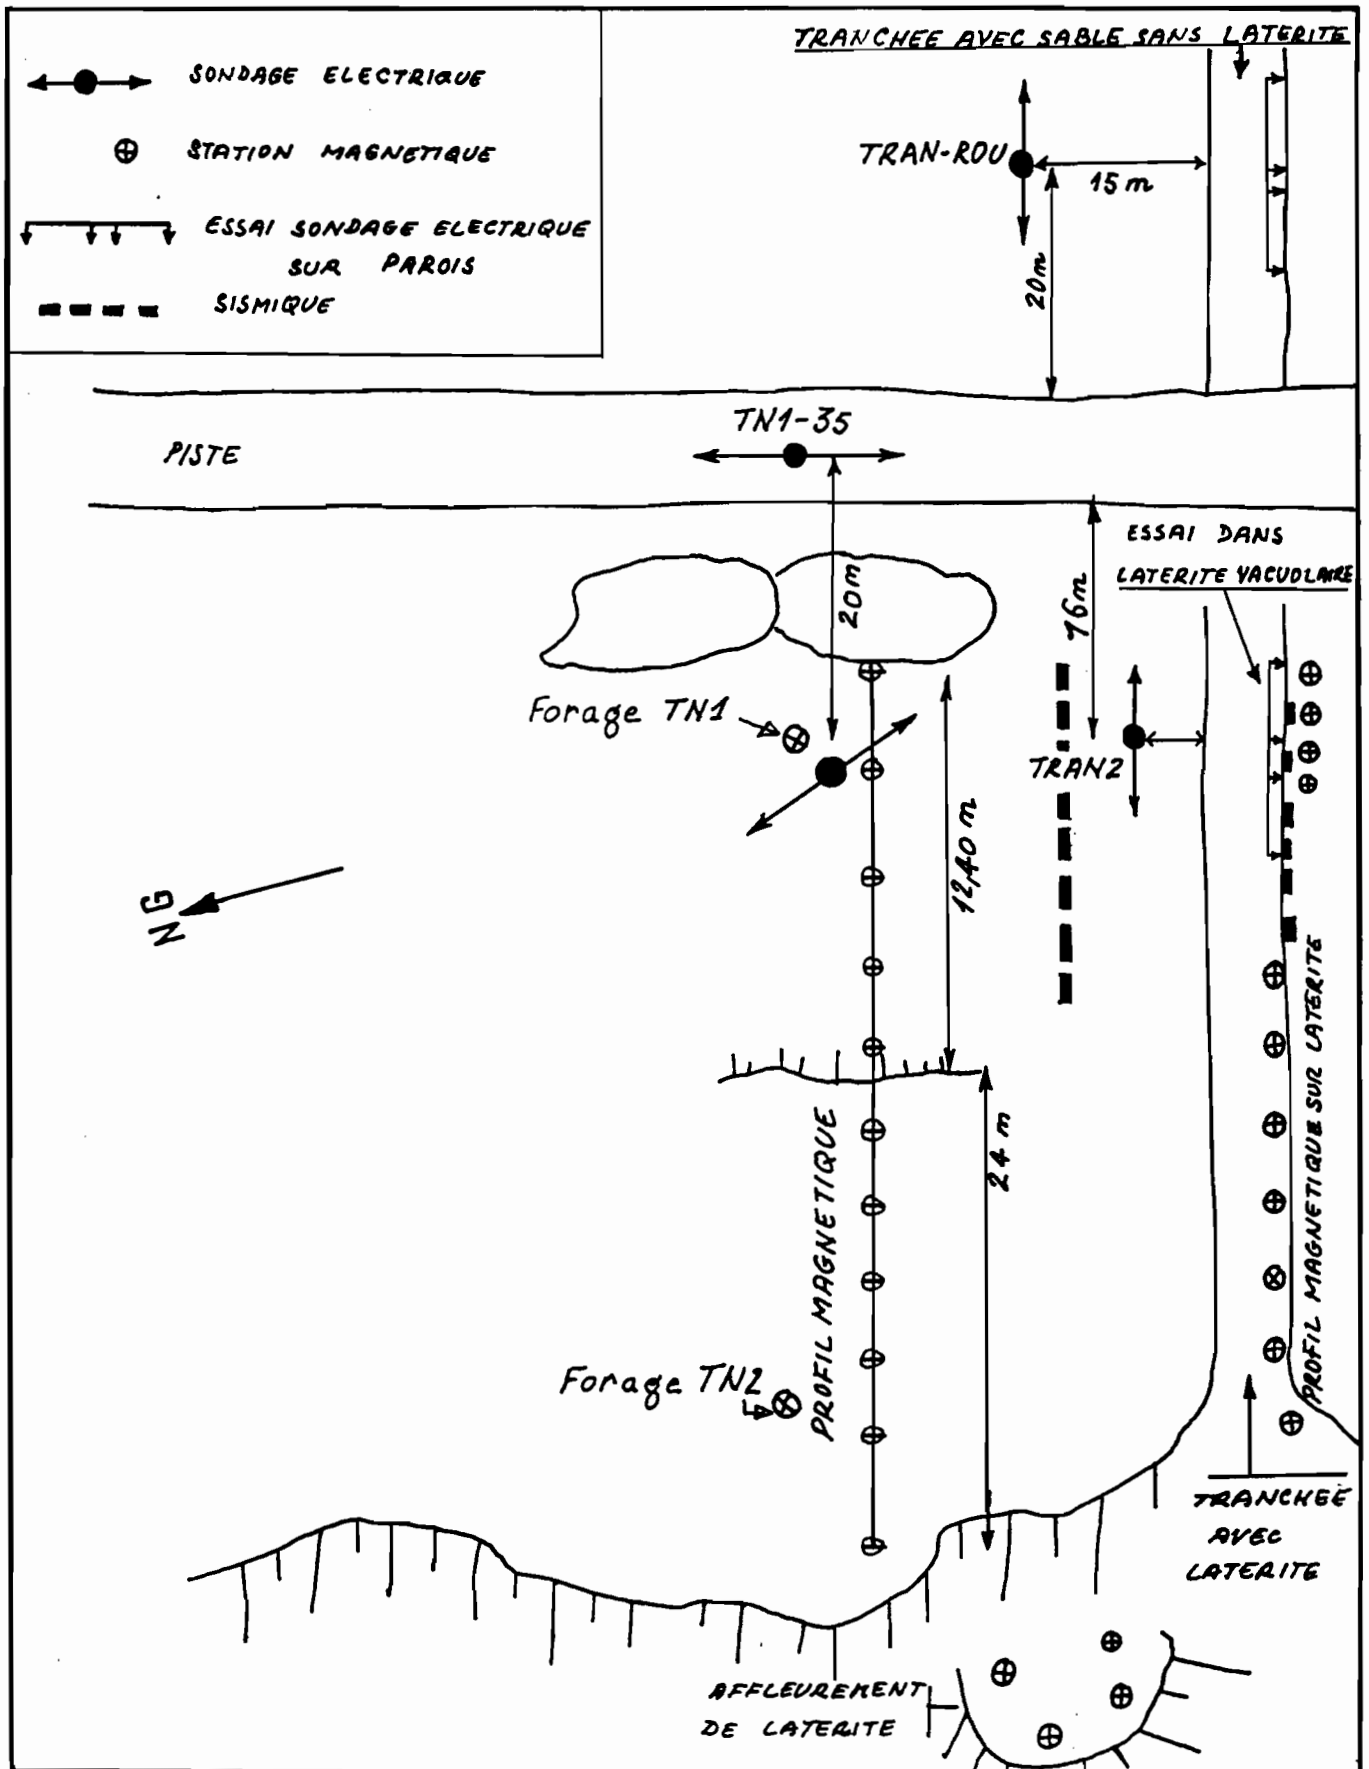 TRANCHEE AVEC SABLE SANS LATERITE
SONDAGE ELECTRIQUE
STATION MAGNETIQUE
ESSAI SONDAGE ELECTRIQUE
SUR PAROIS
SISMIQUE
TRAN-ROU
15 m
20m
TN1-35
PISTE
ESSAI DANS
LATERITE VACUOLAIRE
20m
16m
Forage TN1
TRAN2
12,40 m
NG
PROFIL MAGNETIQUE SUR LATERITE
24 m
PROFIL MAGNETIQUE
Forage TN2
TRANCHEE
AVEC
LATERITE
AFFLEUREMENT
DE LATERITE